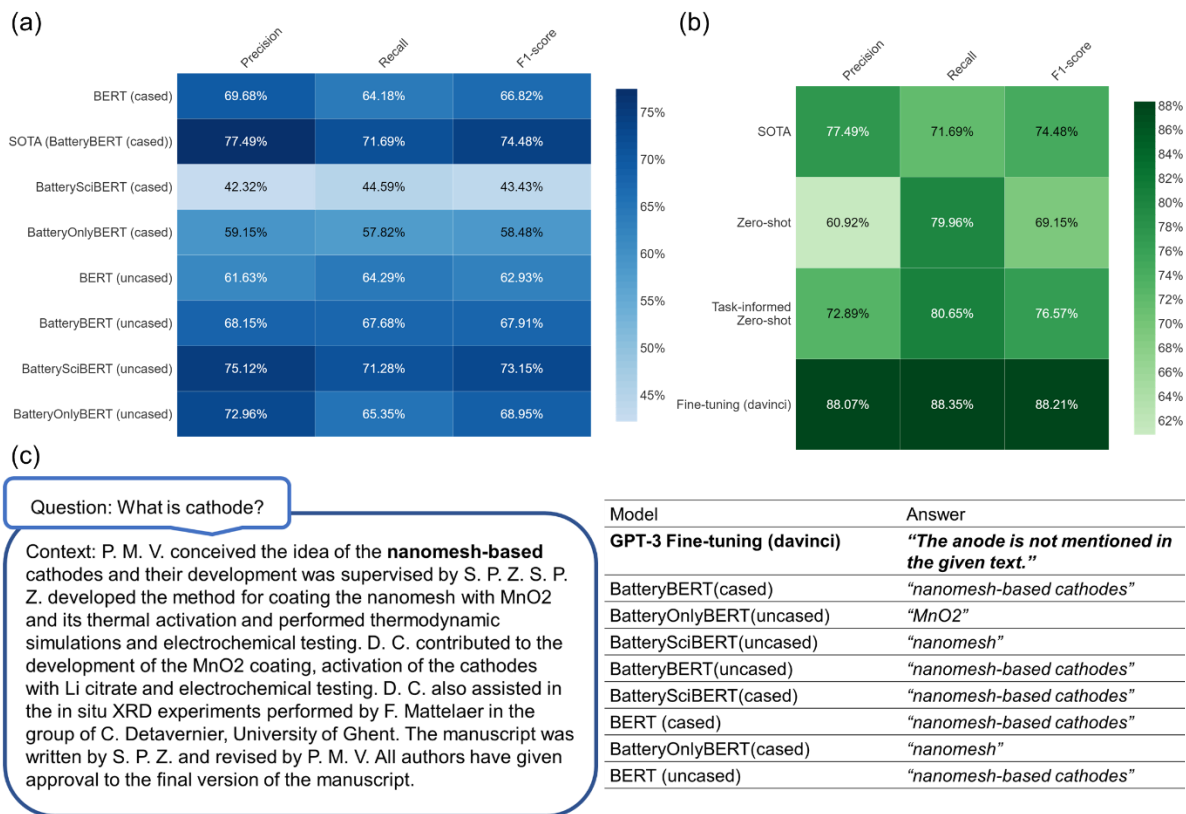 (a)
Precision
Recall
F1-score
BERT (cased)
69.68%
64.18%
66.82%
SOTA (BatteryBERT (cased))
77.49%
71.69%
74.48%
BatterySciBERT (cased)
42.32%
44.59%
43.43%
BatteryOnlyBERT (cased)
59.15%
57.82%
58.48%
BERT (uncased)
61.63%
64.29%
62.93%
BatteryBERT (uncased)
68.15%
67.68%
67.91%
BatterySciBERT (uncased)
75.12%
71.28%
73.15%
BatteryOnlyBERT (uncased)
72.96%
65.35%
68.95%
75%
70%
65%
60%
55%
50%
45%
(b)
Precision
Recall
F1-score
SOTA
77.49%
71.69%
74.48%
Zero-shot
60.92%
79.96%
69.15%
Task-informed
Zero-shot
72.89%
80.65%
76.57%
Fine-tuning (davinci)
88.07%
88.35%
88.21%
88%
86%
84%
82%
80%
78%
76%
74%
72%
70%
68%
66%
64%
62%
(c)
Question: What is cathode?
Context: P. M. V. conceived the idea of the nanomesh-based
cathodes and their development was supervised by S. P. Z. S. P.
Z. developed the method for coating the nanomesh with MnO2
and its thermal activation and performed thermodynamic
simulations and electrochemical testing. D. C. contributed to the
development of the MnO2 coating, activation of the cathodes
with Li citrate and electrochemical testing. D. C. also assisted in
the in situ XRD experiments performed by F. Mattelaer in the
group of C. Detavernier, University of Ghent. The manuscript was
written by S. P. Z. and revised by P. M. V. All authors have given
approval to the final version of the manuscript.
Model Answer
GPT-3 Fine-tuning (davinci) “The anode is not mentioned in
the given text.”
BatteryBERT(cased) “nanomesh-based cathodes”
BatteryOnlyBERT(uncased) “MnO2”
BatterySciBERT(uncased) “nanomesh”
BatteryBERT(uncased) “nanomesh-based cathodes”
BatterySciBERT(cased) “nanomesh-based cathodes”
BERT (cased) “nanomesh-based cathodes”
BatteryOnlyBERT(cased) “nanomesh”
BERT (uncased) “nanomesh-based cathodes”